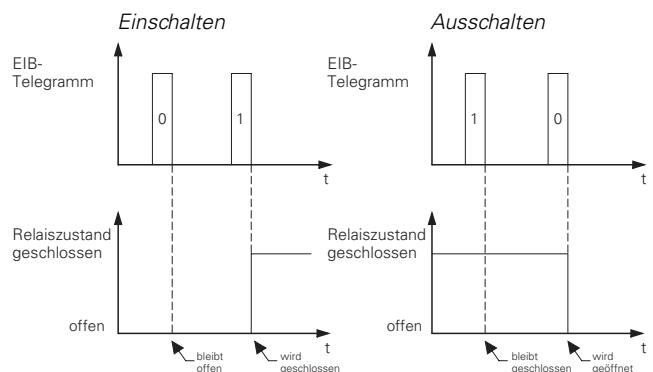 Einschalten
EIB-
Telegramm
0
1
t
Relaiszustand
geschlossen
offen
t
bleibt
offen
wird
geschlossen
Ausschalten
EIB-
Telegramm
1
0
t
Relaiszustand
geschlossen
offen
t
bleibt
geschlossen
wird
geöffnet